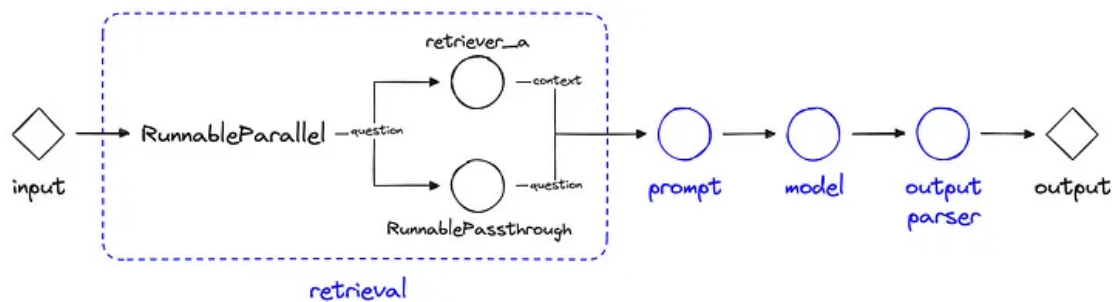 retriever_a
context
RunnableParallel
question
input
question
RunnablePassthrough
prompt
model
output
parser
output
retrieval